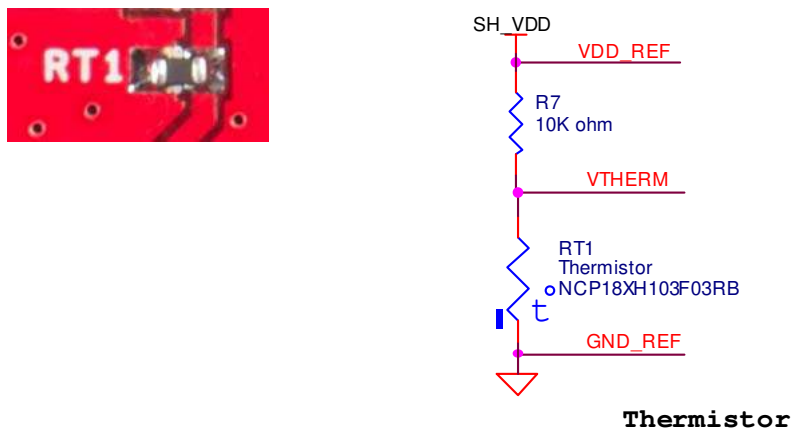 RT1
SH_VDD
VDD_REF
R7
10K ohm
VTHERM
RT1
Thermistor
NCP18XH103F03RB
t
GND_REF
Thermistor